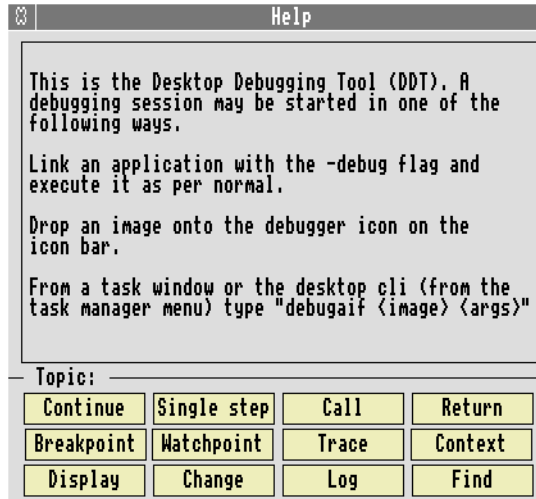 Help
This is the Desktop Debugging Tool (DDT). A
debugging session may be started in one of the
following ways.
Link an application with the -debug flag and
execute it as per normal.
Drop an image onto the debugger icon on the
icon bar.
From a task window or the desktop cli (from the
task manager menu) type "debugaif <image> <args>"
Topic:
Continue Single step Call Return
Breakpoint Watchpoint Trace Context
Display Change Log Find